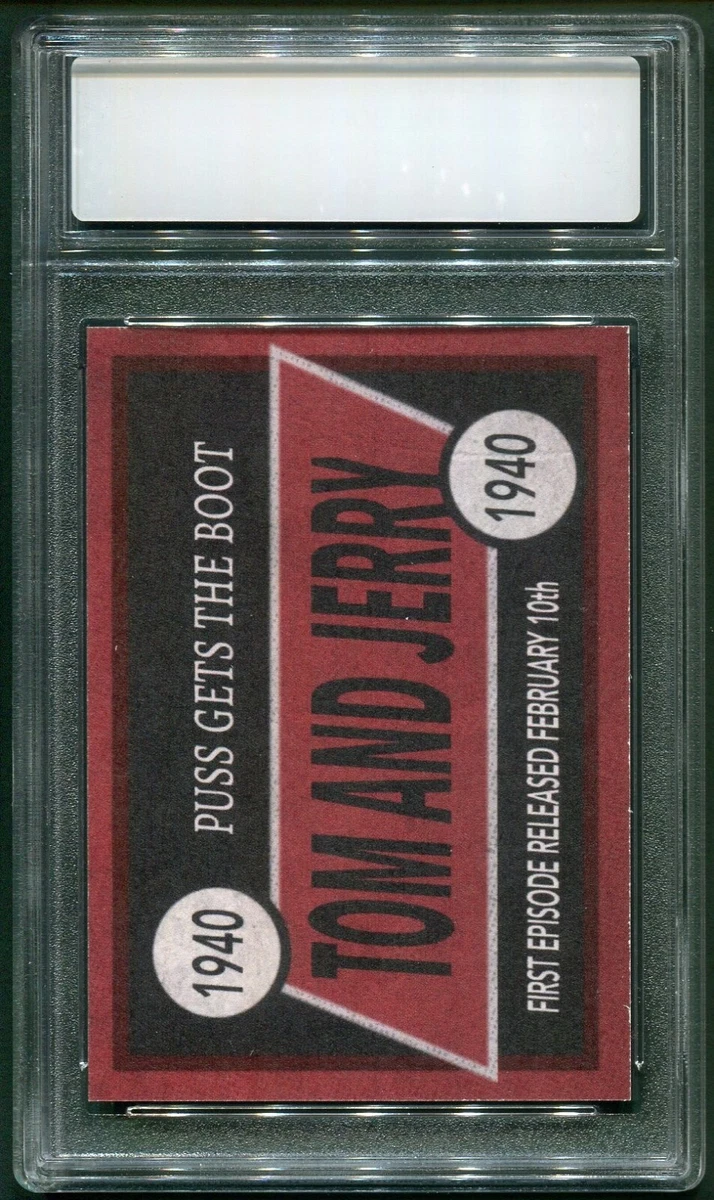 1940
PUSS GETS THE BOOT
TOM AND JERRY
1940
FIRST EPISODE RELEASED FEBRUARY 10th